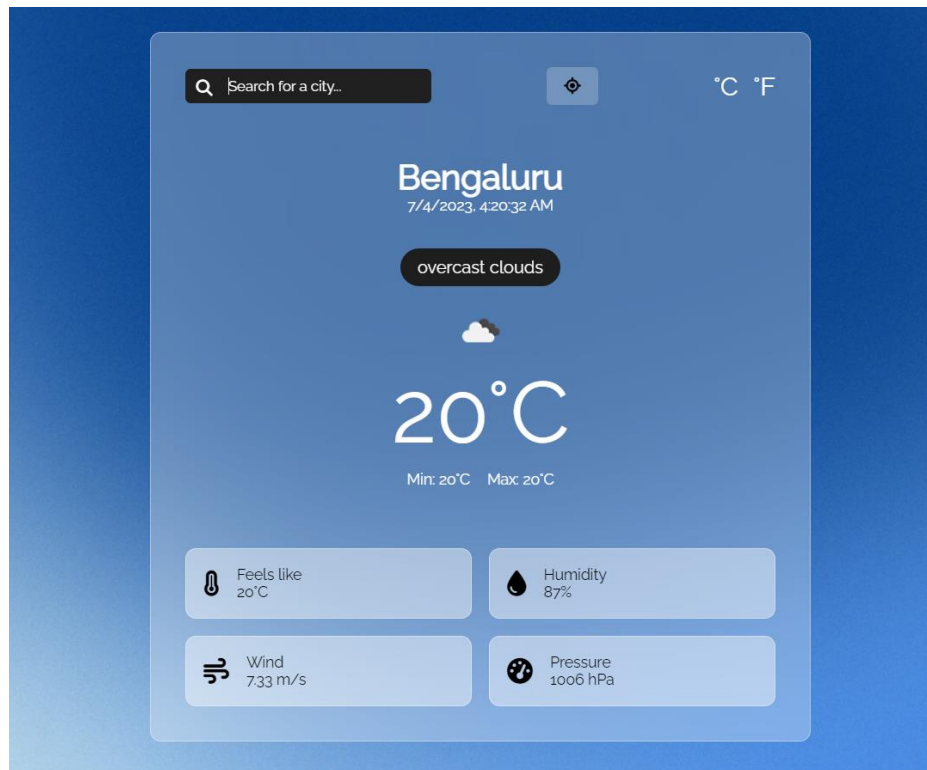 Search for a city...
°C °F
Bengaluru
7/4/2023, 4:20:32 AM
overcast clouds
20°C
Min: 20°C Max: 20°C
Feels like
20°C
Humidity
87%
Wind
7.33 m/s
Pressure
1006 hPa